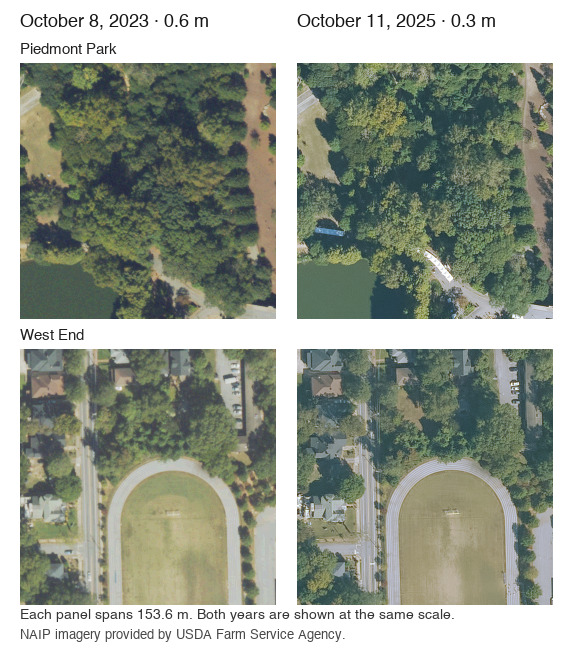 October 8, 2023 · 0.6 m
October 11, 2025 · 0.3 m
Piedmont Park
West End
Each panel spans 153.6 m. Both years are shown at the same scale.
NAIP imagery provided by USDA Farm Service Agency.